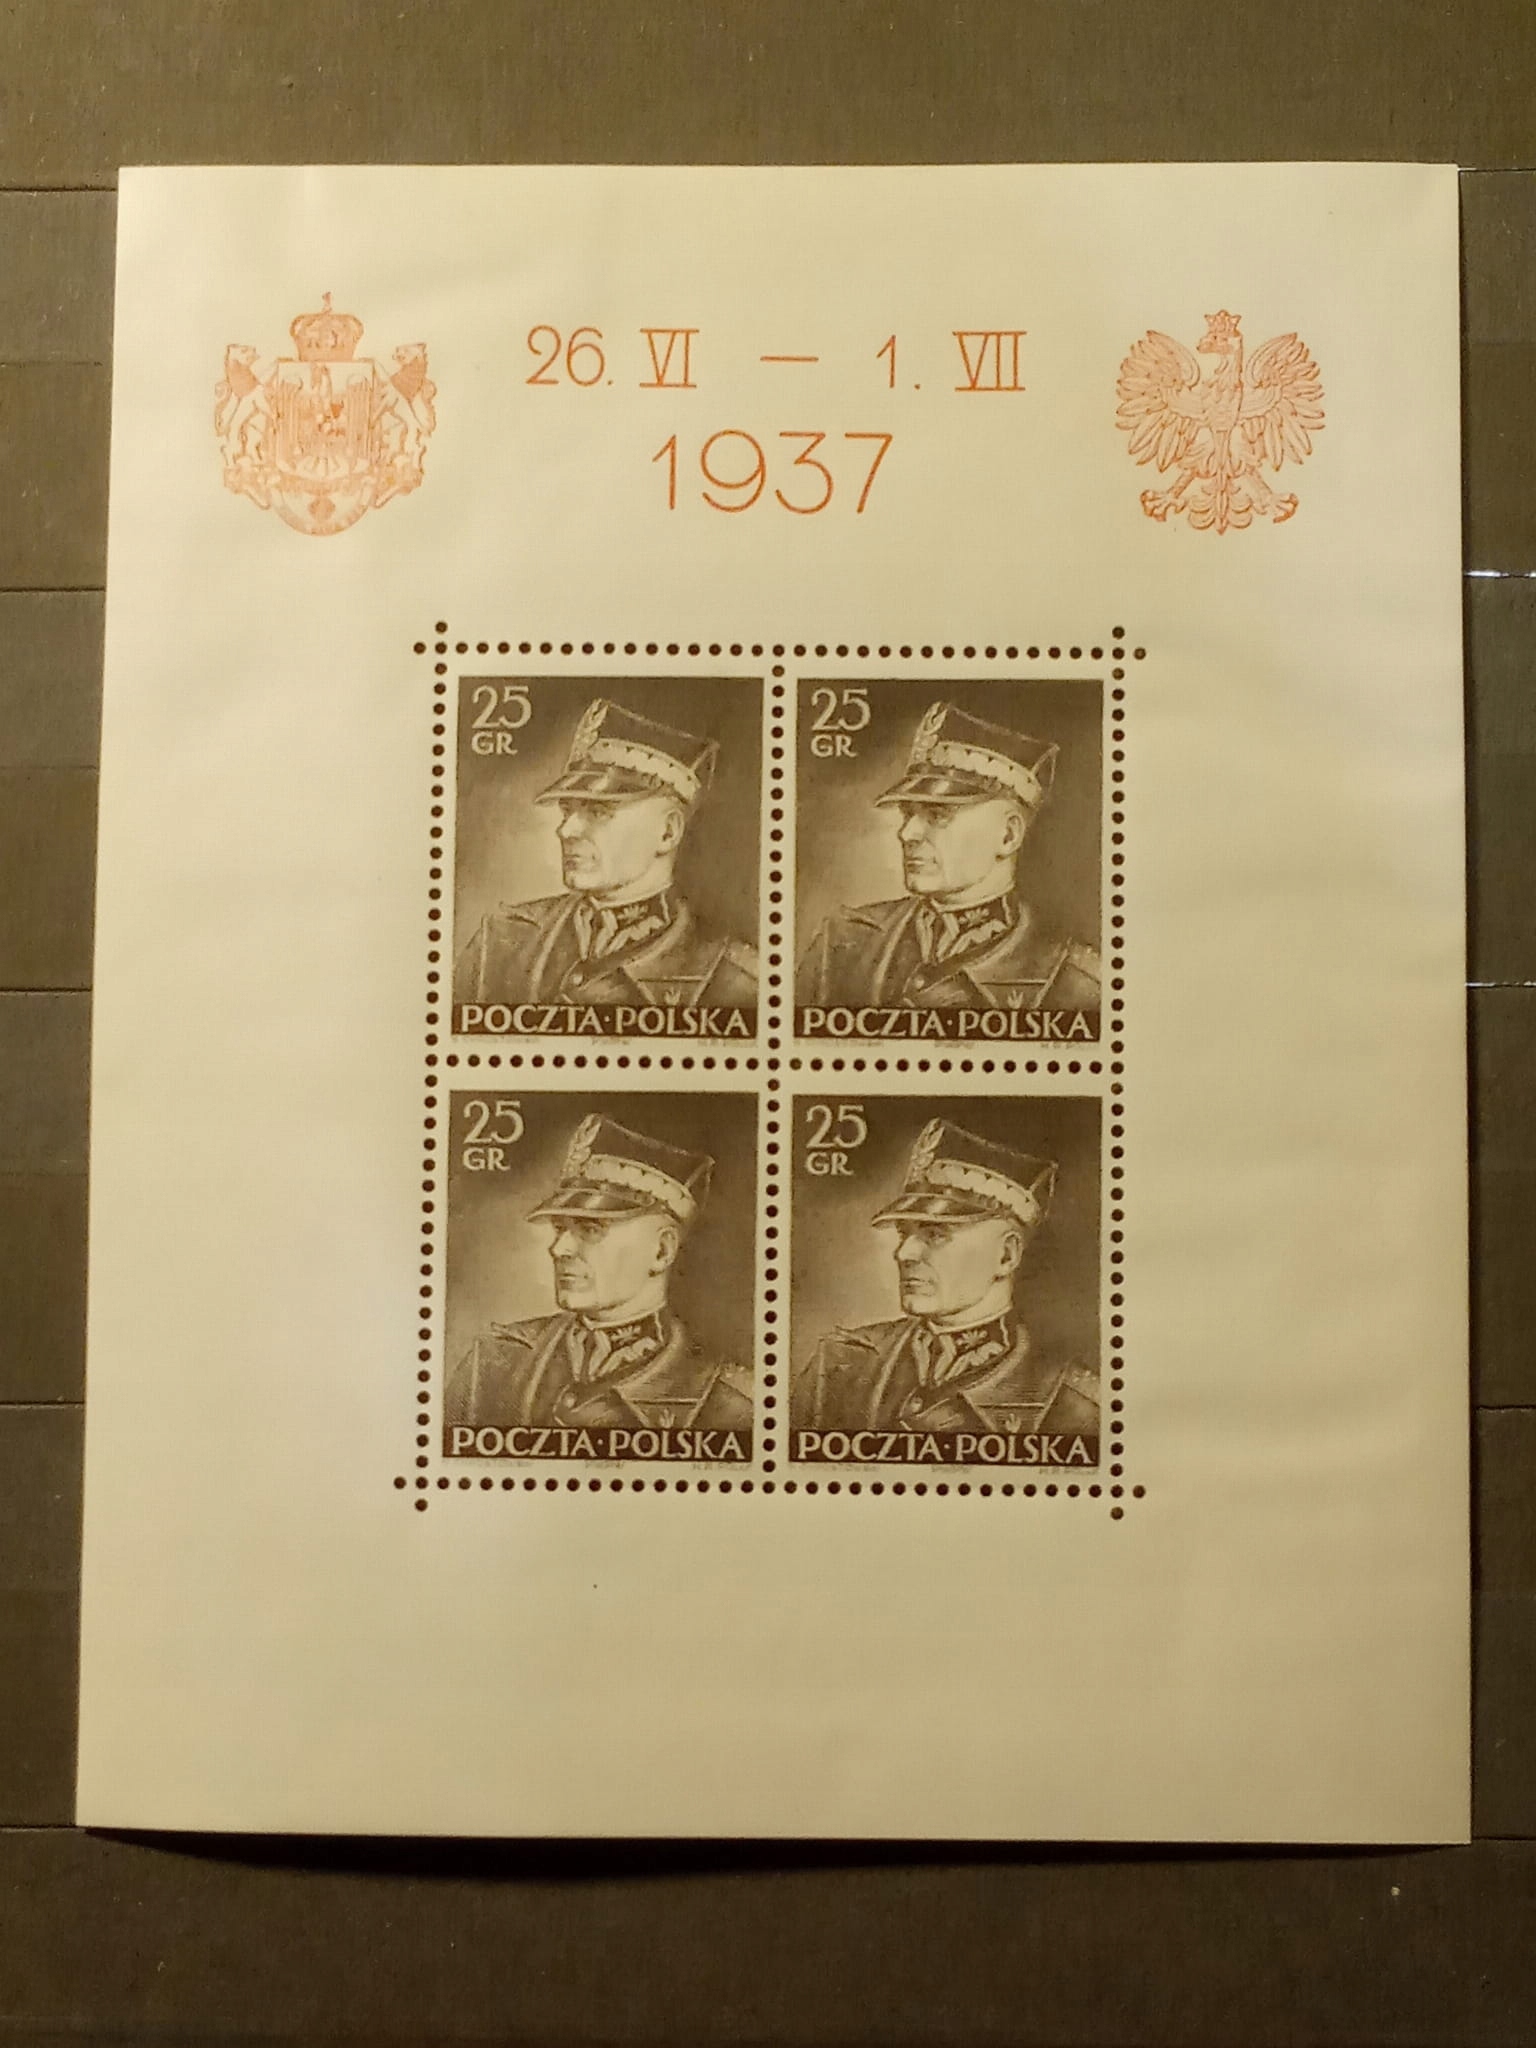 26. VI — 1. VII
1937
25
GR
POCZTA·POLSKA
25
GR
POCZTA·POLSKA
25
GR
POCZTA·POLSKA
25
GR
POCZTA·POLSKA